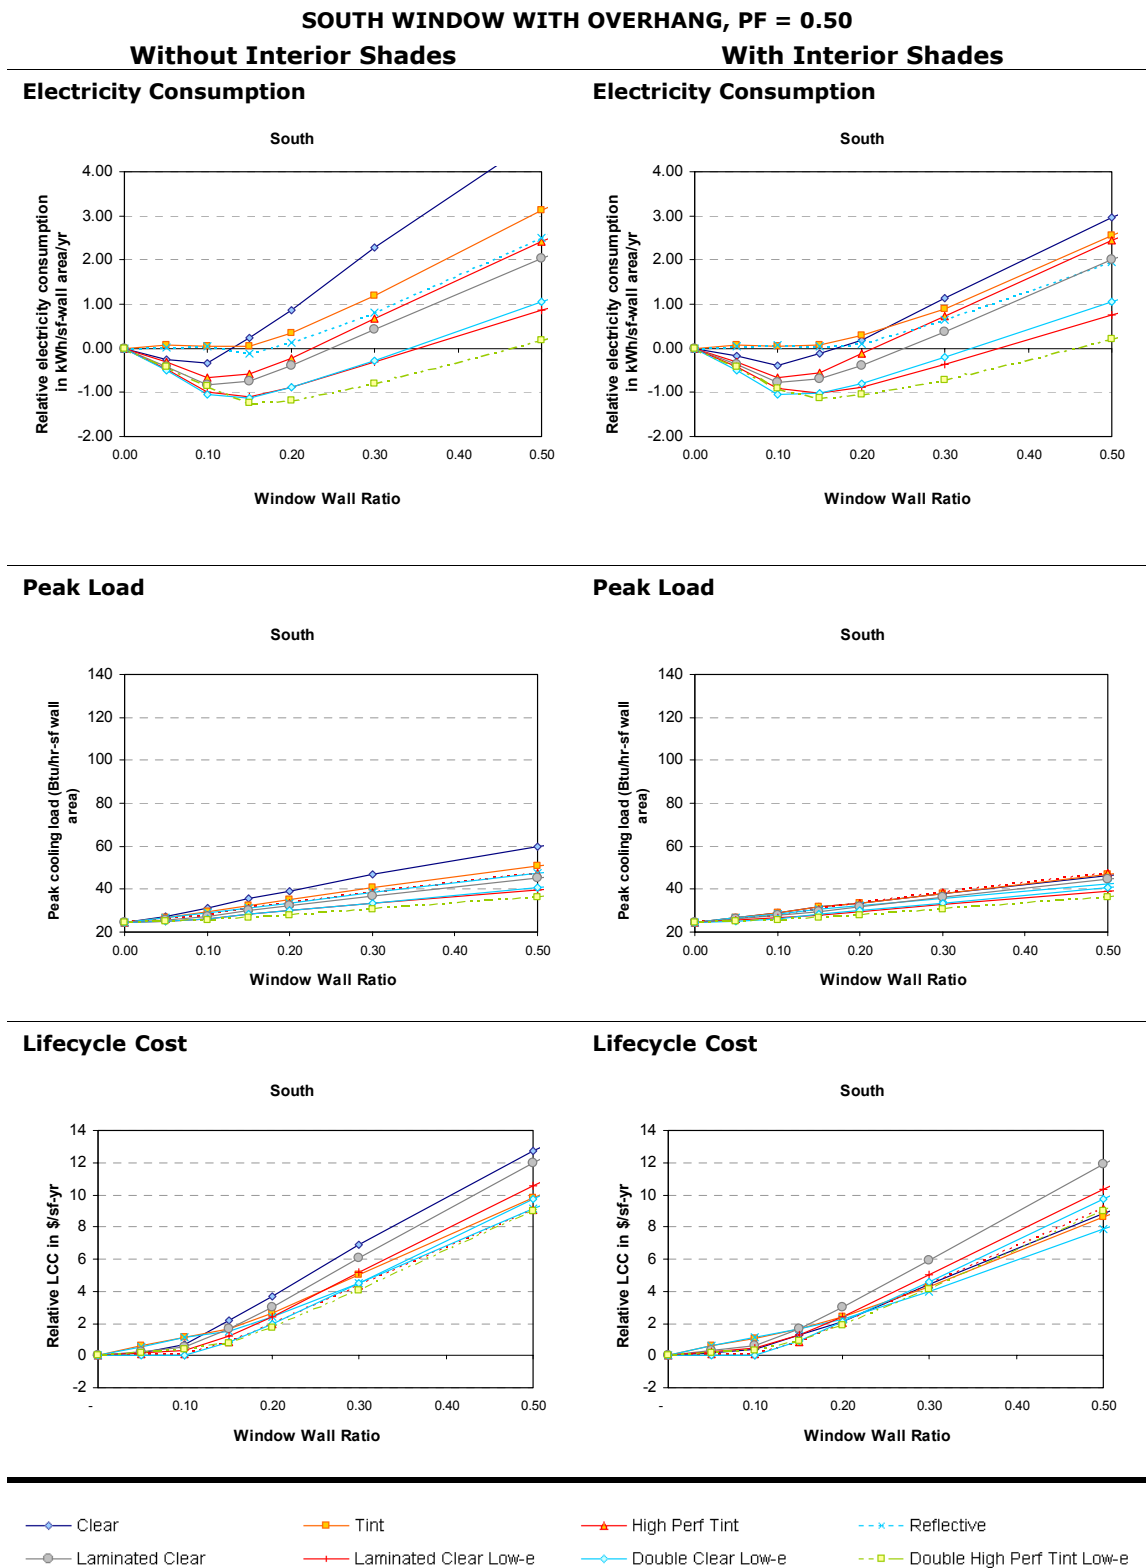 SOUTH WINDOW WITH OVERHANG, PF = 0.50
Without Interior Shades
With Interior Shades
Electricity Consumption
Electricity Consumption
South
4.00
3.00
2.00
1.00
0.00
-1.00
-2.00
0.00 0.10 0.20 0.30 0.40 0.50
Relative electricity consumption
in kWh/sf-wall area/yr
Window Wall Ratio
South
4.00
3.00
2.00
1.00
0.00
-1.00
-2.00
0.00 0.10 0.20 0.30 0.40 0.50
Relative electricity consumption
in kWh/sf-wall area/yr
Window Wall Ratio
Peak Load
Peak Load
South
140
120
100
80
60
40
20
0.00 0.10 0.20 0.30 0.40 0.50
Peak cooling load (Btu/hr-sf wall
area)
Window Wall Ratio
South
140
120
100
80
60
40
20
0.00 0.10 0.20 0.30 0.40 0.50
Peak cooling load (Btu/hr-sf wall
area)
Window Wall Ratio
Lifecycle Cost
Lifecycle Cost
South
14
12
10
8
6
4
2
0
-2
- 0.10 0.20 0.30 0.40 0.50
Relative LCC in $/sf-yr
Window Wall Ratio
South
14
12
10
8
6
4
2
0
-2
- 0.10 0.20 0.30 0.40 0.50
Relative LCC in $/sf-yr
Window Wall Ratio
Clear Tint High Perf Tint Reflective
Laminated Clear Laminated Clear Low-e Double Clear Low-e Double High Perf Tint Low-e